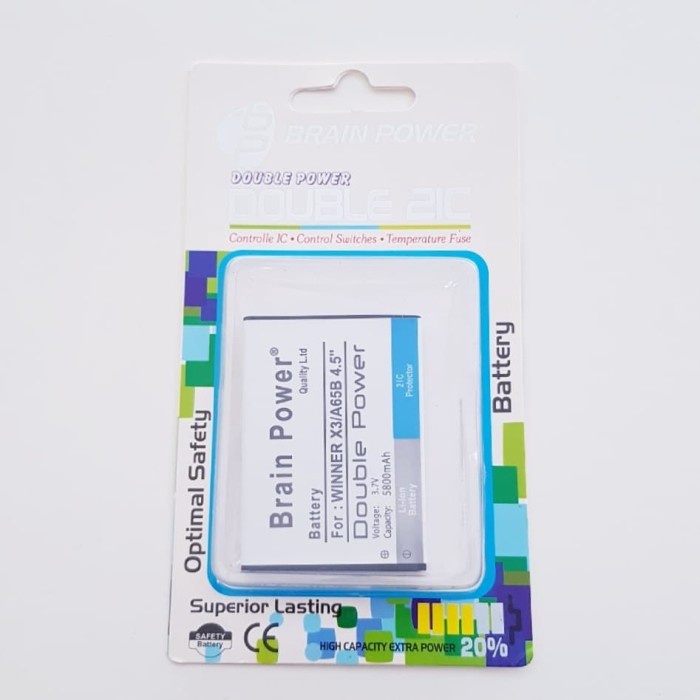 BRAIN POWER
DOUBLE POWER
DOUBLE 2IC
Controlle IC • Control Switches • Temperature Fuse
Brain Power®
Quality L.td
Battery
For : WINNER X3/A65B 4.5"
Double Power
Voltage: 3.7V
Capacity: 5800mAh
2IC
Protector
Li-ion
Battery
⊕ ⊖
Optimal Safety
Battery
Superior Lasting
SAFETY
Battery
CE
HIGH CAPACITY EXTRA POWER 20%